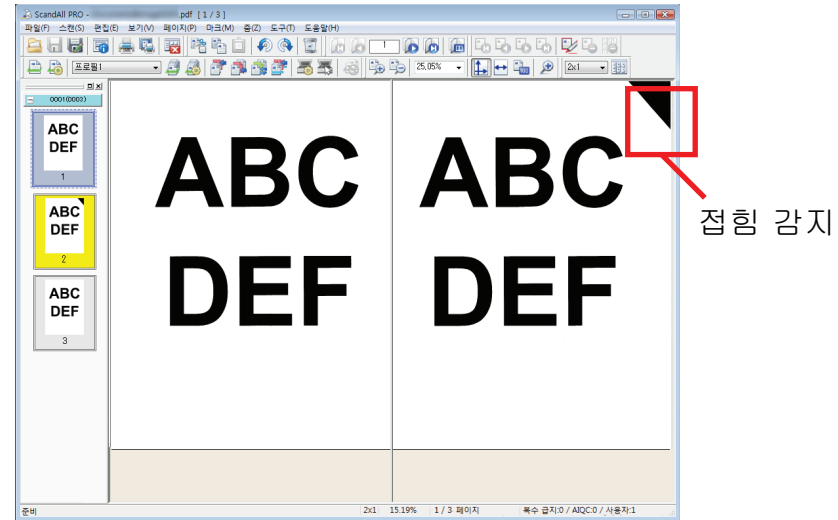 ScandAll PRO - .pdf [ 1 / 3 ]
파일(F) 스캔(S) 편집(E) 보기(V) 페이지(P) 마크(M) 줌(Z) 도구(T) 도움말(H)
1
프로필1 25,05% 2x1
0001(0003)
ABC
DEF
1
ABC
DEF
2
ABC
DEF
3
ABC
DEF
ABC
DEF
접힘 감지
준비 2x1 15.19% 1 / 3 페이지 복수 급지:0 / AIQC:0 / 사용자:1